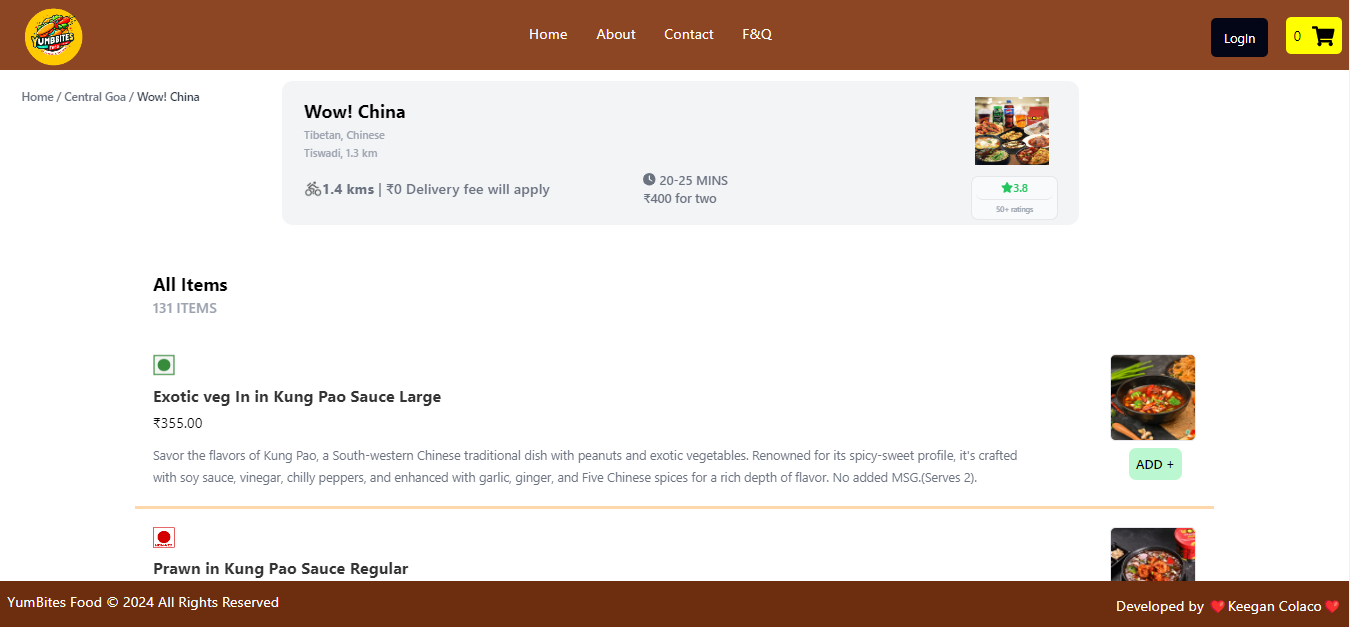 YUMBBITES
Home About Contact F&Q
LogIn
0
Home / Central Goa / Wow! China
Wow! China
Tibetan, Chinese
Tiswadi, 1.3 km
1.4 kms | ₹0 Delivery fee will apply
20-25 MINS
₹400 for two
3.8
50+ ratings
All Items
131 ITEMS
Exotic veg In in Kung Pao Sauce Large
₹355.00
Savor the flavors of Kung Pao, a South-western Chinese traditional dish with peanuts and exotic vegetables. Renowned for its spicy-sweet profile, it's crafted
with soy sauce, vinegar, chilly peppers, and enhanced with garlic, ginger, and Five Chinese spices for a rich depth of flavor. No added MSG.(Serves 2).
ADD +
Prawn in Kung Pao Sauce Regular
YumBites Food © 2024 All Rights Reserved
Developed by ❤️Keegan Colaco❤️